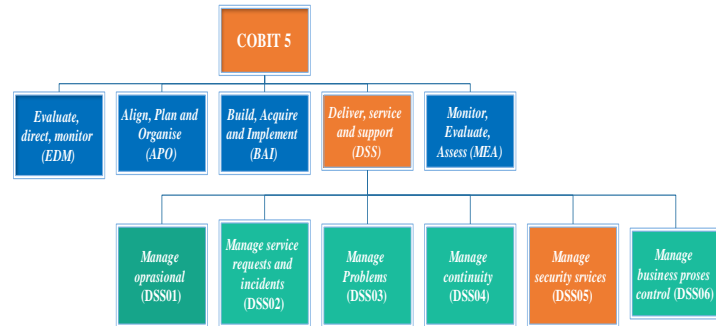 COBIT 5
Evaluate,
direct, monitor
(EDM)
Align, Plan and
Organise
(APO)
Build, Acquire
and Implement
(BAI)
Deliver, service
and support
(DSS)
Monitor,
Evaluate,
Assess (MEA)
Manage
oprasional
(DSS01)
Manage service
requests and
incidents
(DSS02)
Manage
Problems
(DSS03)
Manage
continuity
(DSS04)
Manage
security srvices
(DSS05)
Manage
business proses
control (DSS06)